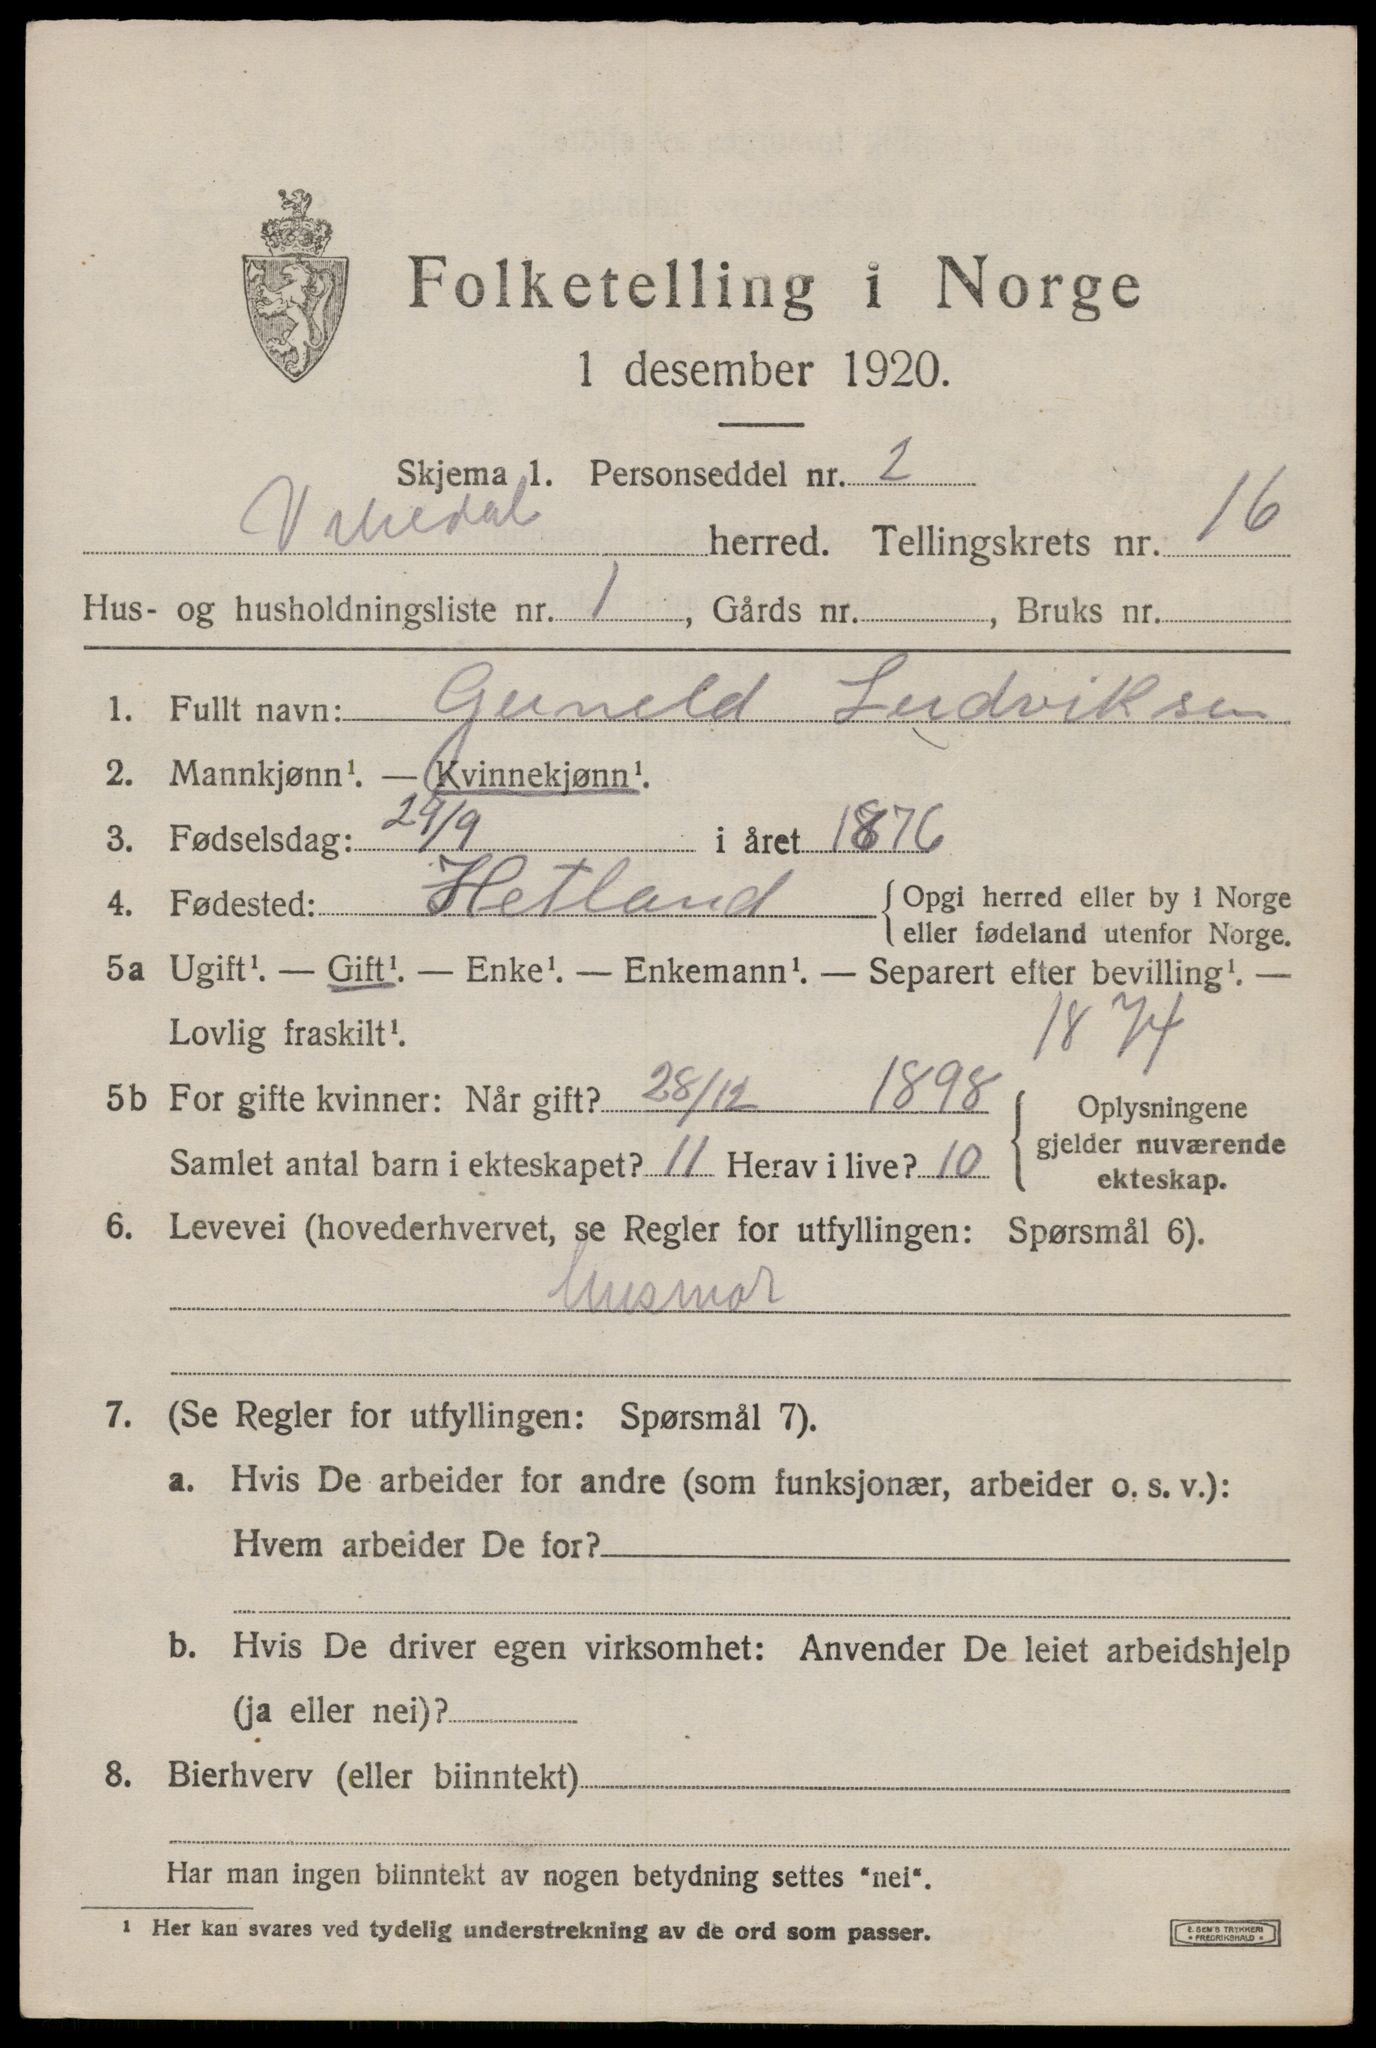 Folketelling i Norge
1 desember 1920.
Skjema 1. Personseddel nr. 2
herred. Tellingskrets nr. 16
Hus- og husholdningsliste nr. 1, Gårds nr. , Bruks nr.
1. Fullt navn: Guneld Ludviksen
2. Mannkjønn¹. — Kvinnekjønn¹.
3. Fødselsdag: 29/9 i året 1876
4. Fødested: Hetland { Opgi herred eller by i Norge
eller fødeland utenfor Norge.
5a Ugift¹. — Gift¹. — Enke¹. — Enkemann¹. — Separert efter bevilling¹. —
Lovlig fraskilt¹. 1874
5b For gifte kvinner: Når gift? 28/12 1898 { Oplysningene
gjelder nuværende
ekteskap.
Samlet antal barn i ekteskapet? 11 Herav i live? 10
6. Levevei (hovederhvervet, se Regler for utfyllingen: Spørsmål 6).
husmor
7. (Se Regler for utfyllingen: Spørsmål 7).
a. Hvis De arbeider for andre (som funksjonær, arbeider o. s. v.):
Hvem arbeider De for?
b. Hvis De driver egen virksomhet: Anvender De leiet arbeidshjelp
(ja eller nei)?
8. Bierhverv (eller biinntekt)
Har man ingen biinntekt av nogen betydning settes "nei".
¹ Her kan svares ved tydelig understrekning av de ord som passer.
E. SEM'S TRYKKERI
• FREDRIKSHALD •